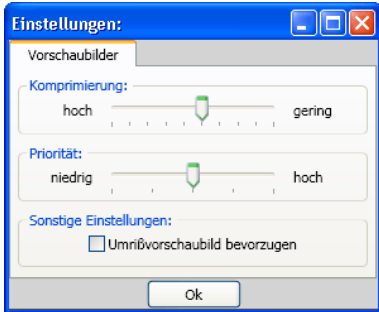 Einstellungen:
Vorschaubilder
Komprimierung:
hoch gering
Priorität:
niedrig hoch
Sonstige Einstellungen:
Umrißvorschaubild bevorzugen
Ok